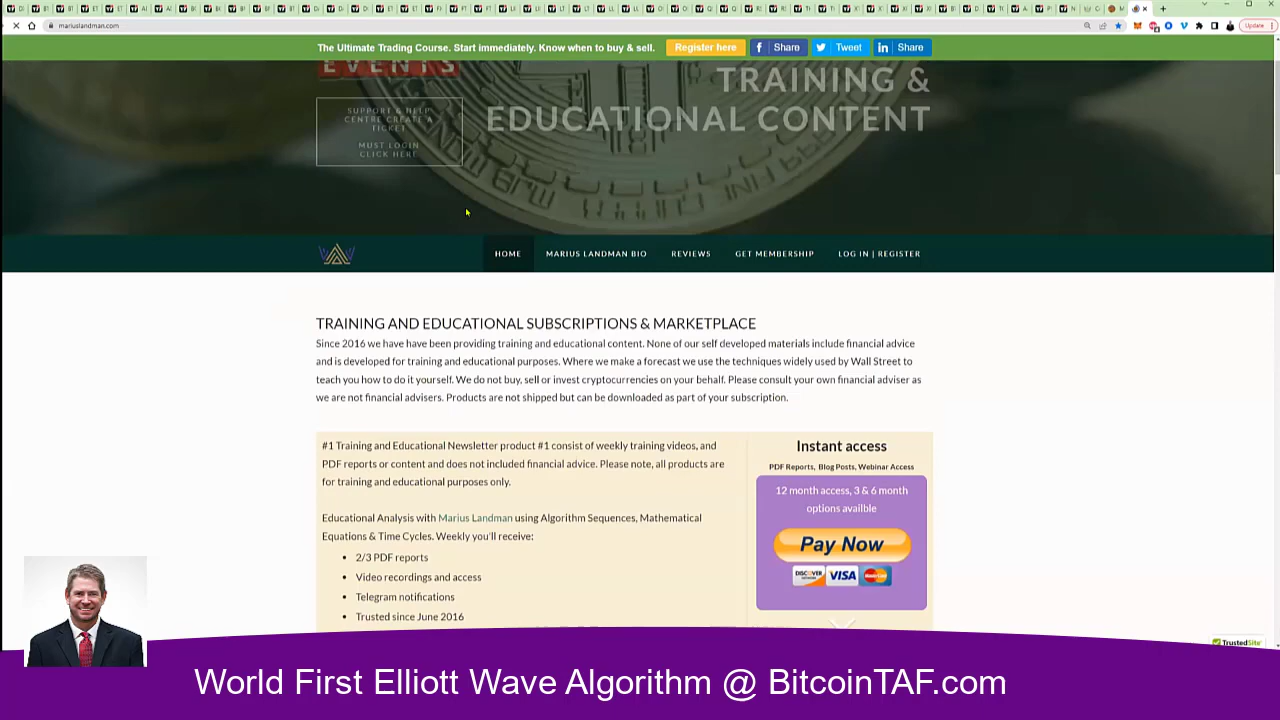 mariuslandman.com
Update
The Ultimate Trading Course. Start immediately. Know when to buy & sell.
Register here
Share
Tweet
Share
EVENTS
SUPPORT & HELP
CENTRE CREATE A
TICKET
MUST LOGIN
CLICK HERE
TRAINING &
EDUCATIONAL CONTENT
HOME
MARIUS LANDMAN BIO
REVIEWS
GET MEMBERSHIP
LOG IN | REGISTER
TRAINING AND EDUCATIONAL SUBSCRIPTIONS & MARKETPLACE
Since 2016 we have have been providing training and educational content. None of our self developed materials include financial advice
and is developed for training and educational purposes. Where we make a forecast we use the techniques widely used by Wall Street to
teach you how to do it yourself. We do not buy, sell or invest cryptocurrencies on your behalf. Please consult your own financial adviser as
we are not financial advisers. Products are not shipped but can be downloaded as part of your subscription.
#1 Training and Educational Newsletter product #1 consist of weekly training videos, and
PDF reports or content and does not included financial advice. Please note, all products are
for training and educational purposes only.
Educational Analysis with Marius Landman using Algorithm Sequences, Mathematical
Equations & Time Cycles. Weekly you'll receive:
• 2/3 PDF reports
• Video recordings and access
• Telegram notifications
• Trusted since June 2016
Instant access
PDF Reports, Blog Posts, Webinar Access
12 month access, 3 & 6 month
options availble
Pay Now
DISCOVER
VISA
MasterCard
TrustedSite
World First Elliott Wave Algorithm @ BitcoinTAF.com